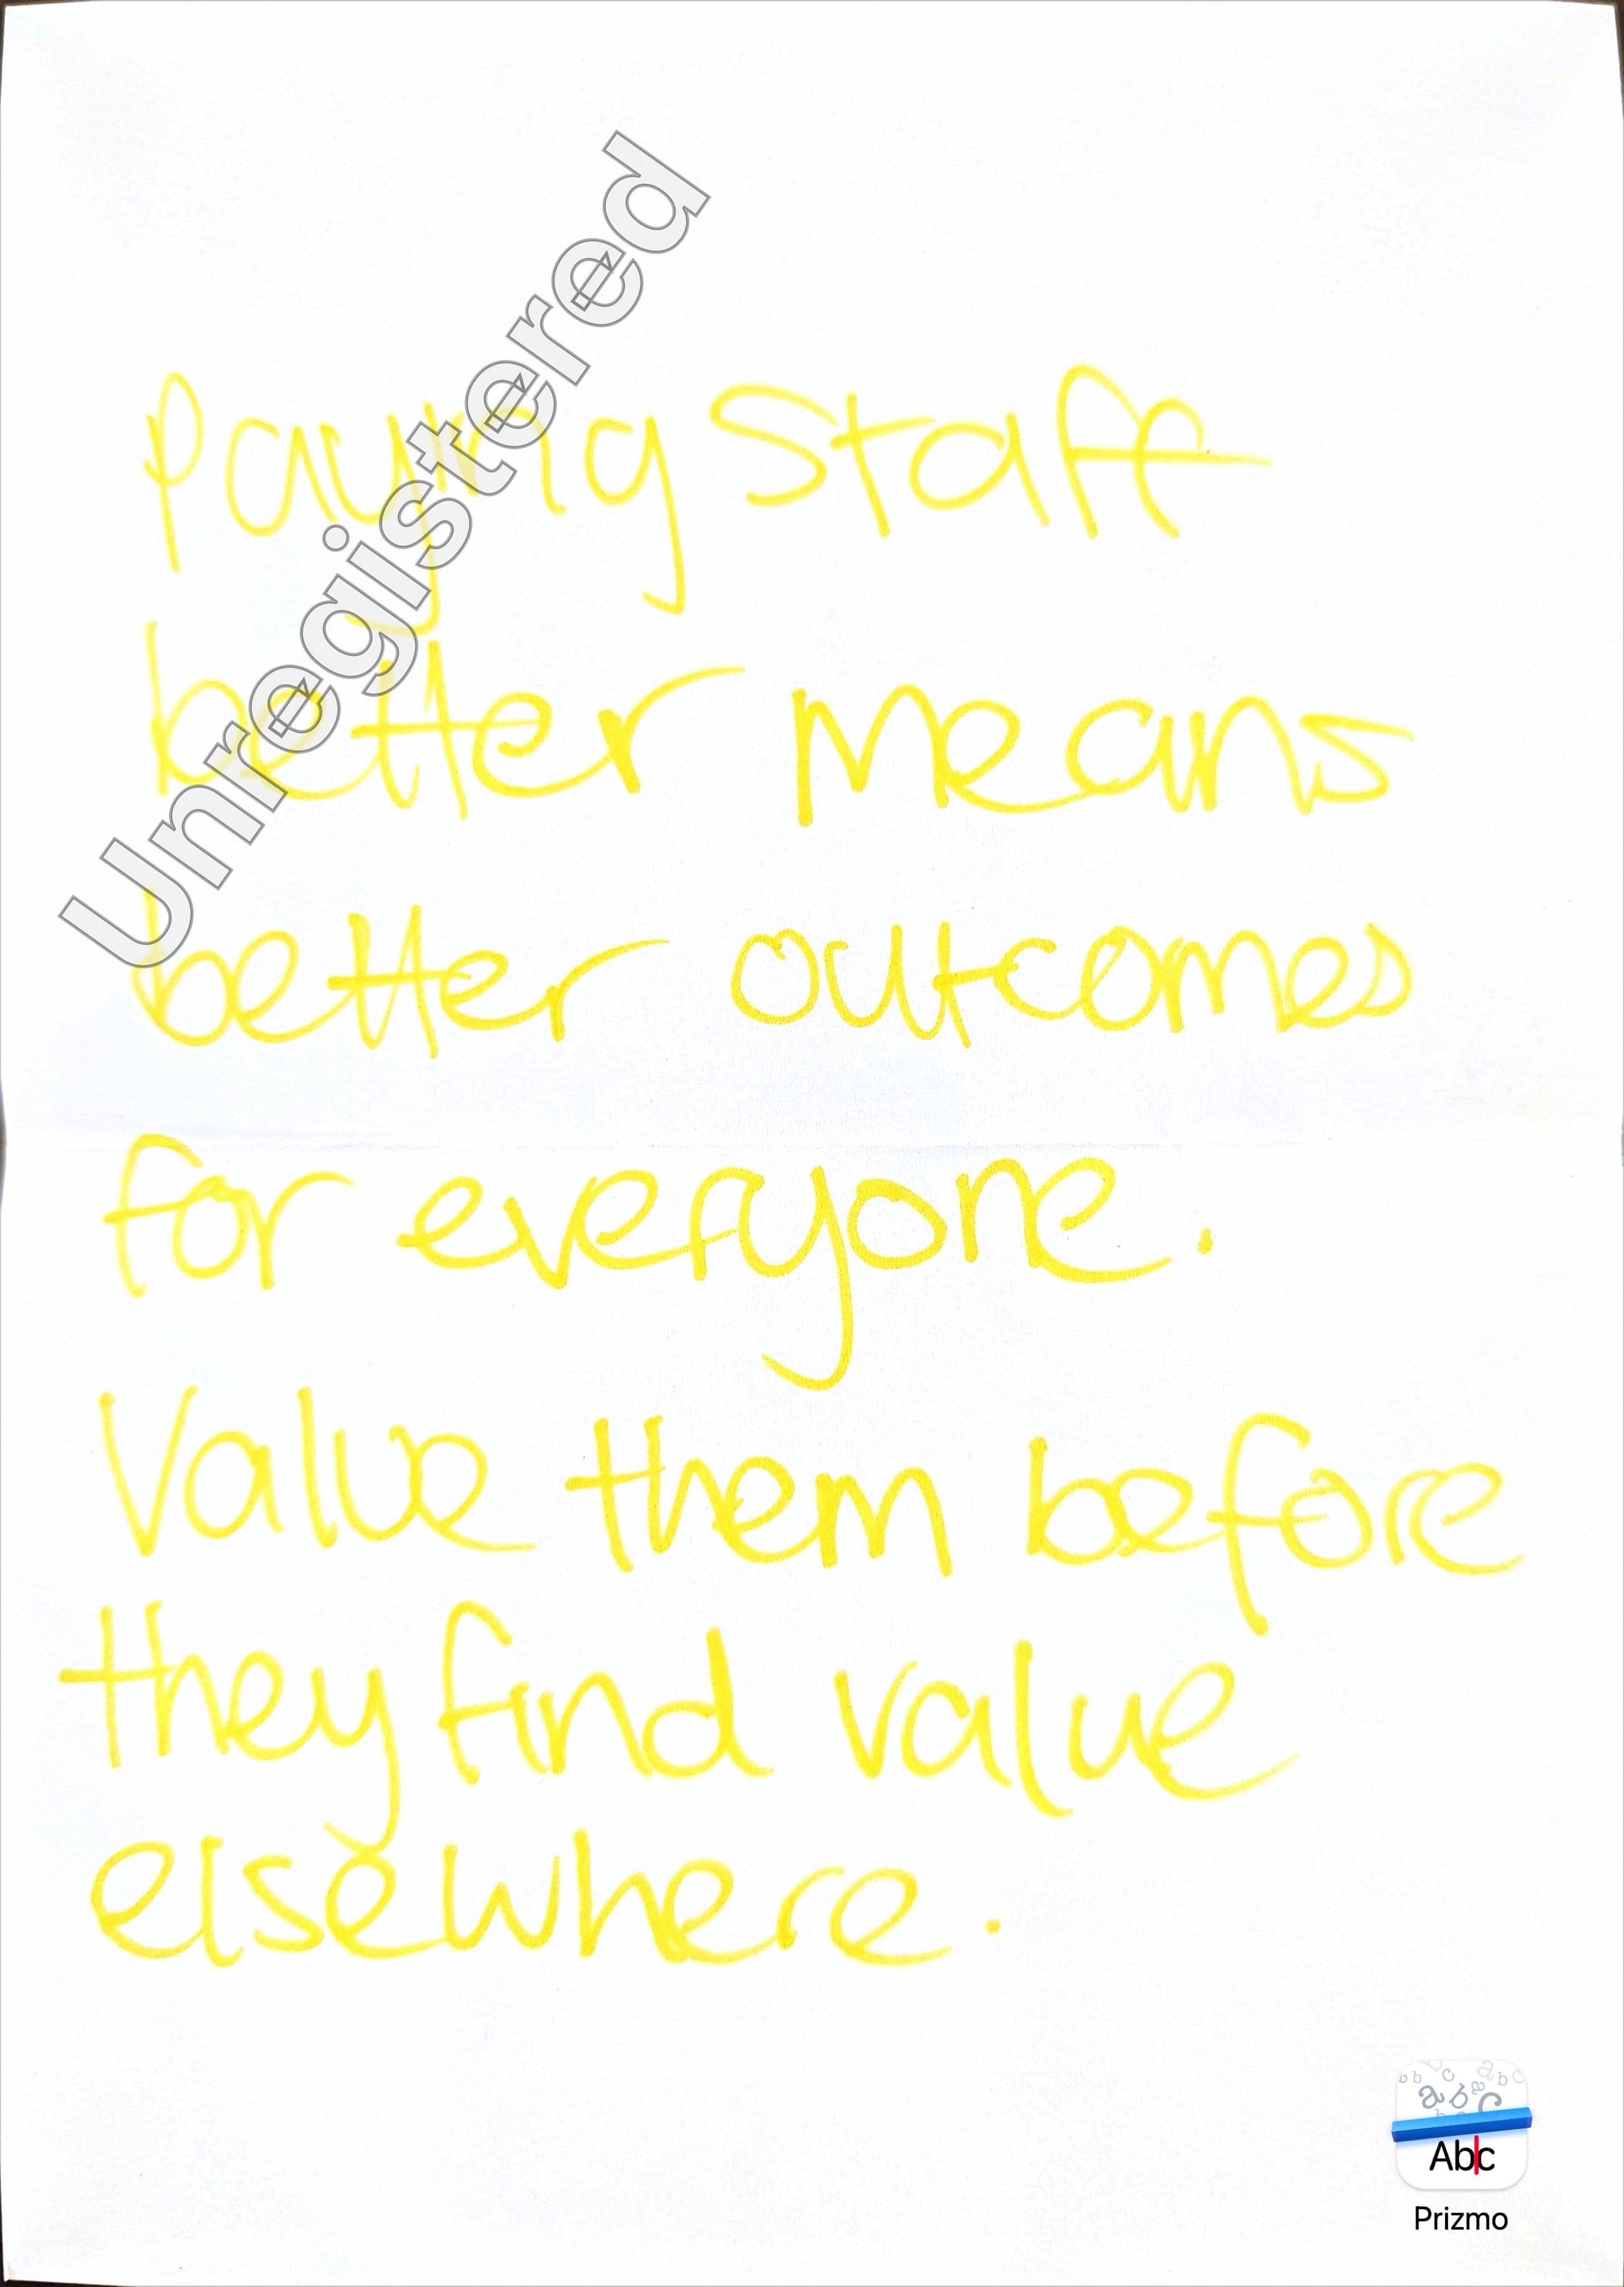 Unregistered
Paying Staff
better means
better outcomes
for everyone.
Value them before
they find value
elsewhere.
Abc
Prizmo